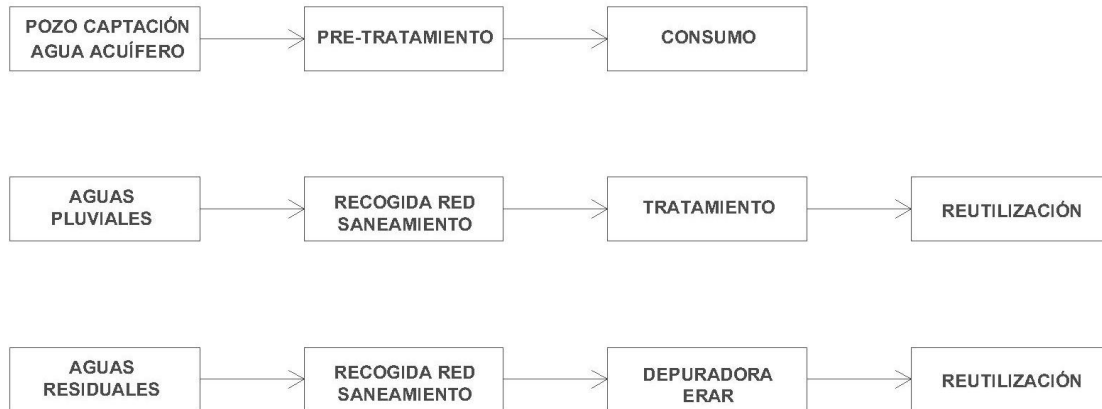 POZO CAPTACIÓN
AGUA ACUÍFERO
PRE-TRATAMIENTO
CONSUMO
AGUAS
PLUVIALES
RECOGIDA RED
SANEAMIENTO
TRATAMIENTO
REUTILIZACIÓN
AGUAS
RESIDUALES
RECOGIDA RED
SANEAMIENTO
DEPURADORA
ERAR
REUTILIZACIÓN